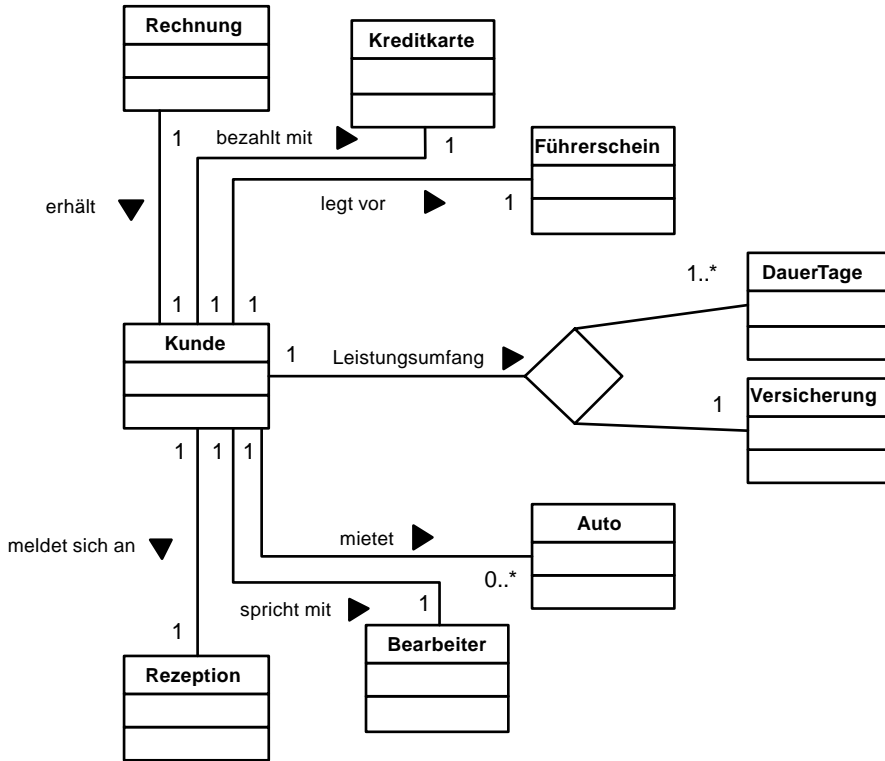 Rechnung
Kreditkarte
1
bezahlt mit
1
Führerschein
erhält
legt vor
1
1..*
DauerTage
1
1
1
Kunde
1
Leistungsumfang
Versicherung
1
1
1
1
Auto
meldet sich an
mietet
0..*
spricht mit
1
1
Bearbeiter
Rezeption